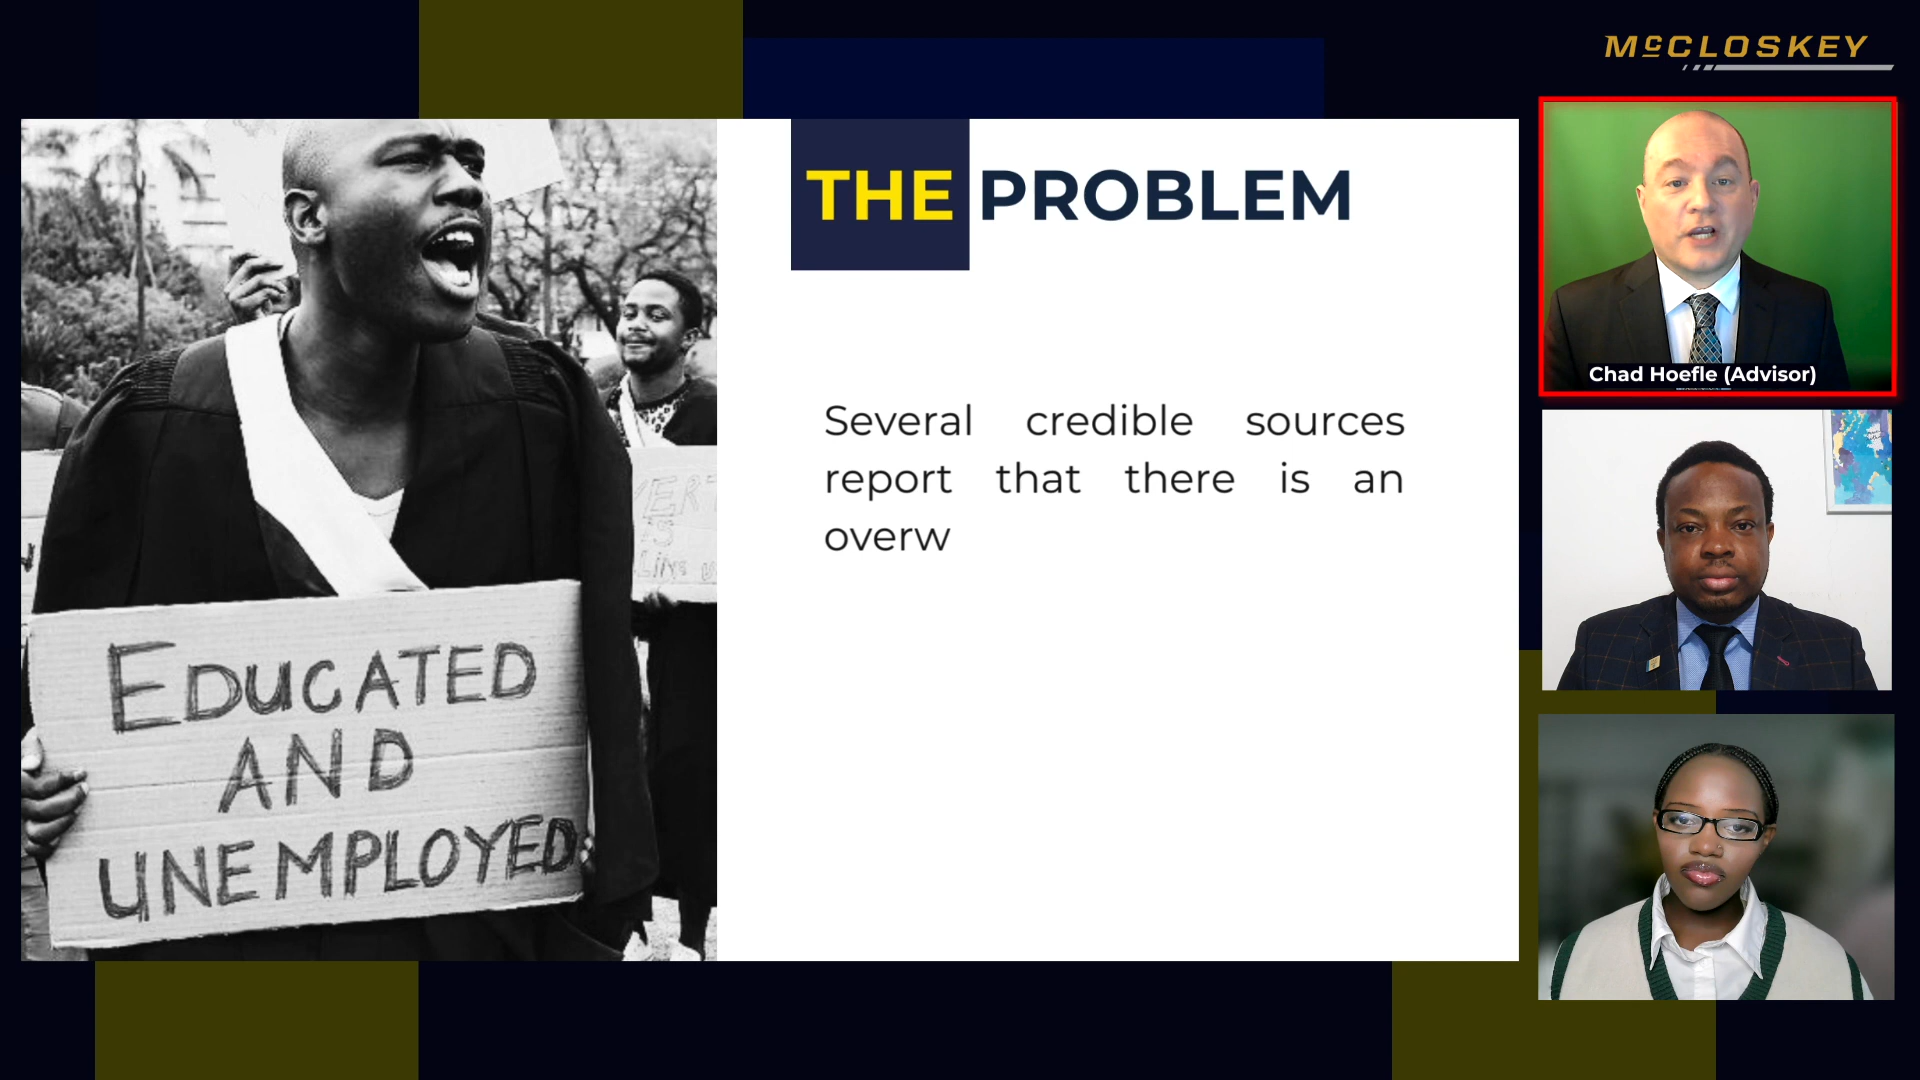 McCLOSKEY
THE PROBLEM
Chad Hoefle (Advisor)
Several credible sources
report that there is an
overw
EDUCATED
AND
UNEMPLOYED